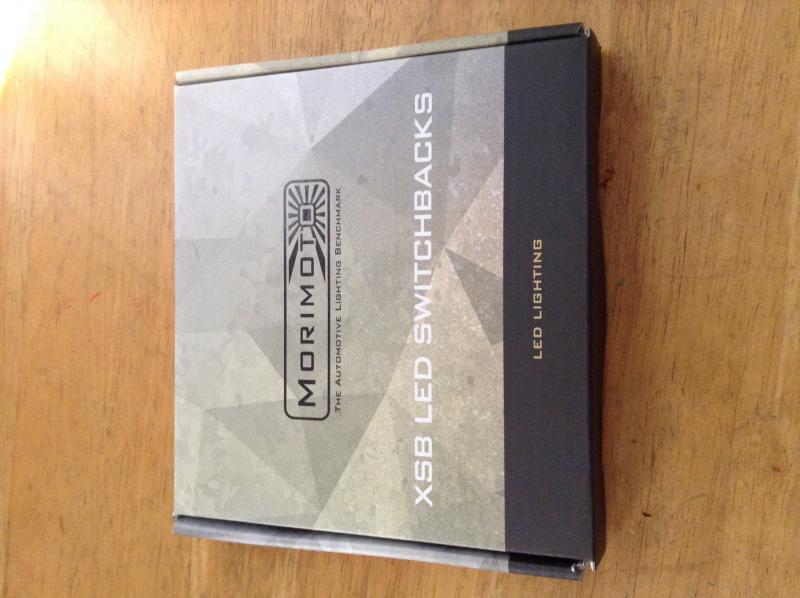 MORIMOTO
THE AUTOMOTIVE LIGHTING BENCHMARK
XSB LED SWITCHBACKS
LED LIGHTING